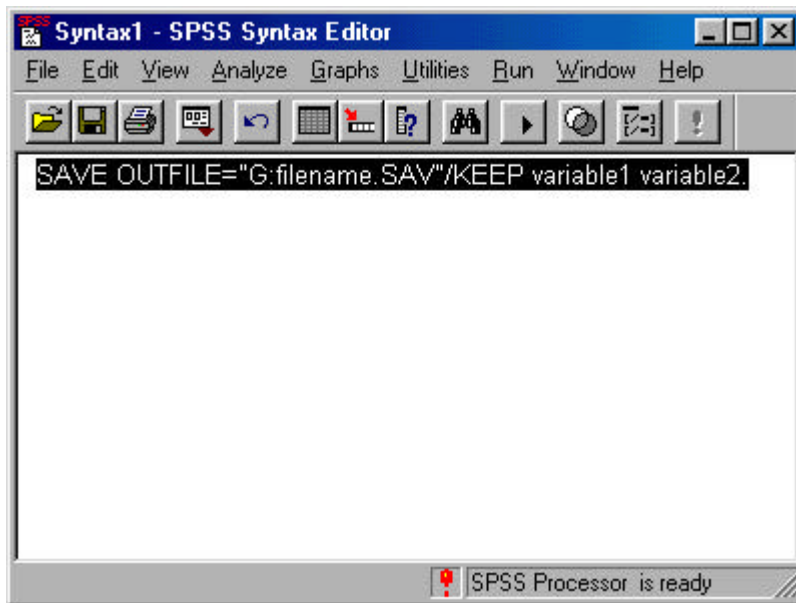 SPSS
Syntax1 - SPSS Syntax Editor
File Edit View Analyze Graphs Utilities Run Window Help
SAVE OUTFILE="G:filename.SAV"/KEEP variable1 variable2.
SPSS Processor is ready